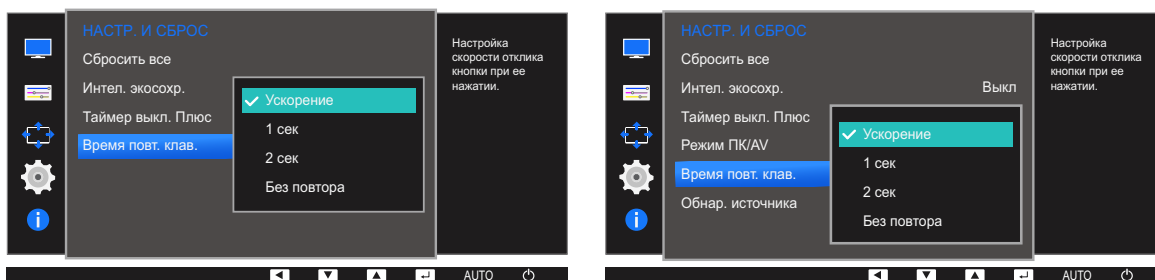 НАСТР. И СБРОС
Сбросить все
Интел. экосохр.
Таймер выкл. Плюс
Время повт. клав.
Ускорение
1 сек
2 сек
Без повтора
Настройка
скорости отклика
кнопки при ее
нажатии.
AUTO
НАСТР. И СБРОС
Сбросить все
Интел. экосохр. Выкл
Таймер выкл. Плюс
Режим ПК/AV
Время повт. клав.
Обнар. источника
Ускорение
1 сек
2 сек
Без повтора
Настройка
скорости отклика
кнопки при ее
нажатии.
AUTO